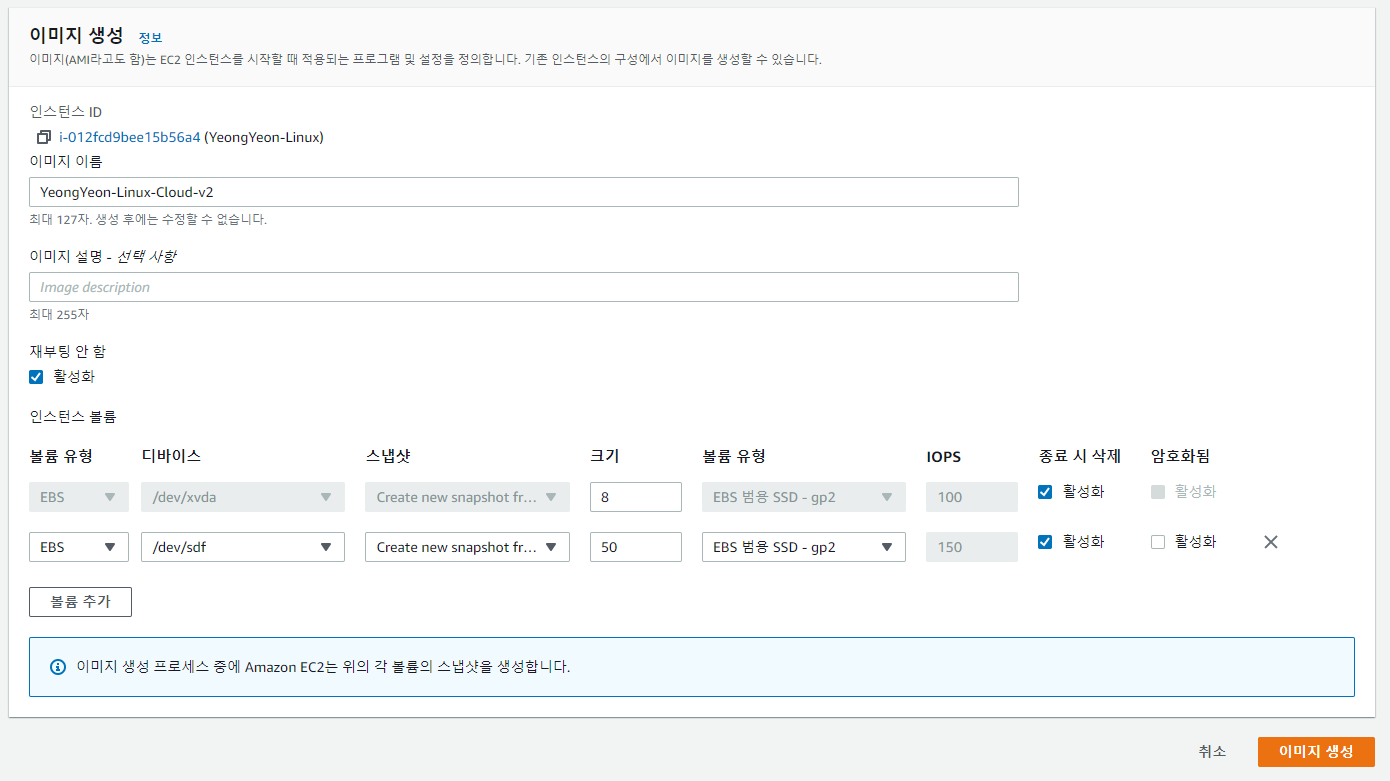 이미지 생성 정보
이미지(AMI라고도 함)는 EC2 인스턴스를 시작할 때 적용되는 프로그램 및 설정을 정의합니다. 기존 인스턴스의 구성에서 이미지를 생성할 수 있습니다.
인스턴스 ID
i-012fcd9bee15b56a4 (YeongYeon-Linux)
이미지 이름
YeongYeon-Linux-Cloud-v2
최대 127자. 생성 후에는 수정할 수 없습니다.
이미지 설명 - 선택 사항
Image description
최대 255자
재부팅 안 함
활성화
인스턴스 볼륨
볼륨 유형 디바이스 스냅샷 크기 볼륨 유형 IOPS 종료 시 삭제 암호화됨
EBS /dev/xvda Create new snapshot fr... 8 EBS 범용 SSD - gp2 100 활성화 활성화
EBS /dev/sdf Create new snapshot fr... 50 EBS 범용 SSD - gp2 150 활성화 활성화
볼륨 추가
이미지 생성 프로세스 중에 Amazon EC2는 위의 각 볼륨의 스냅샷을 생성합니다.
취소 이미지 생성